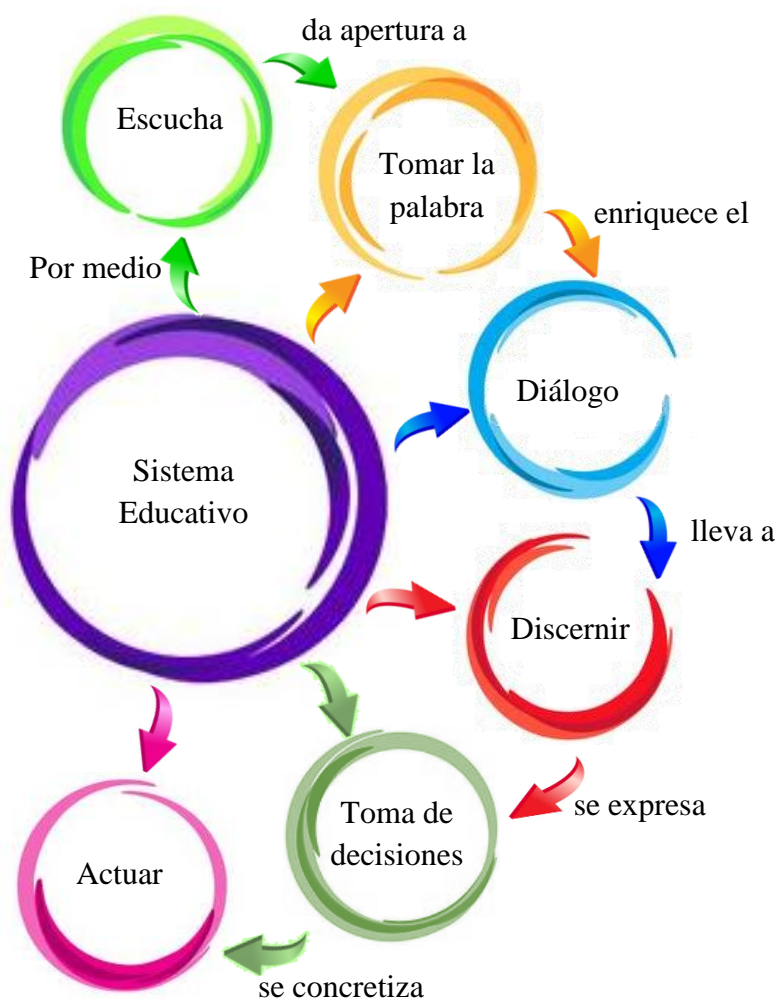 da apertura a
Escucha
Tomar la
palabra
enriquece el
Por medio
Diálogo
Sistema
Educativo
lleva a
Discernir
se expresa
Toma de
decisiones
Actuar
se concretiza